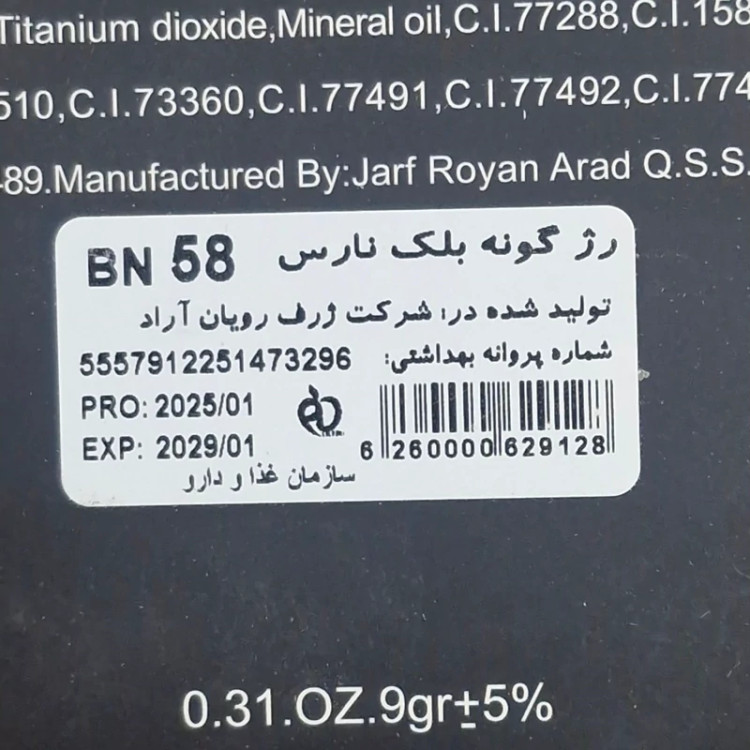 Titanium dioxide,Mineral oil,C.I.77288,C.I.158
510,C.I.73360,C.I.77491,C.I.77492,C.I.774
89.Manufactured By:Jarf Royan Arad Q.S.S.
رژ گونه بلک نارس BN 58
تولید شده در: شرکت ژرف رویان آراد
شماره پروانه بهداشتی: 5557912251473296
PRO: 2025/01
EXP: 2029/01
6 260000 629128
سازمان غذا و دارو
0.31.OZ.9gr±5%